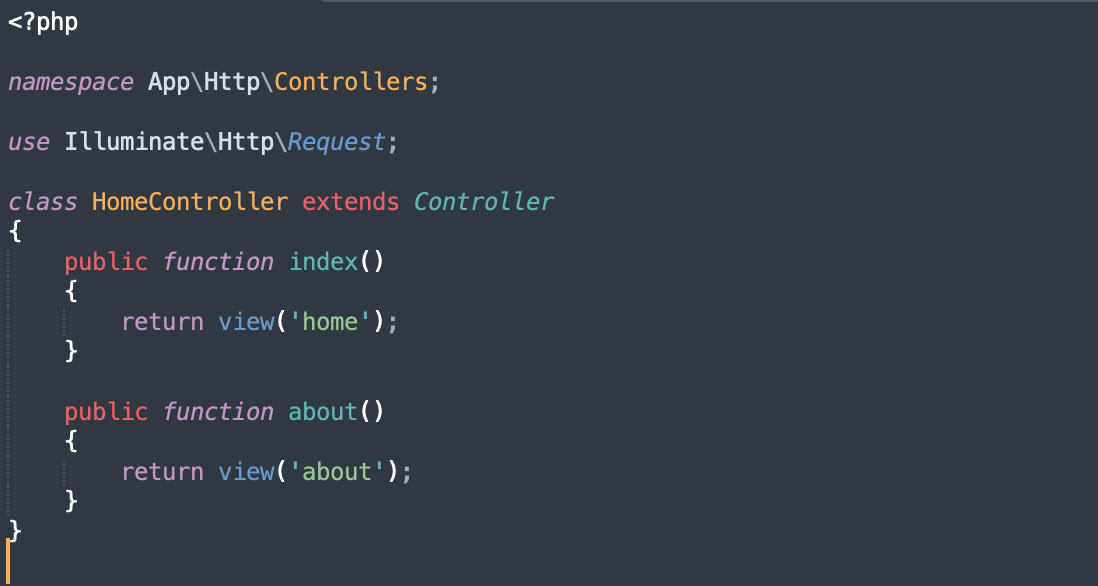 <?php
namespace App\Http\Controllers;
use Illuminate\Http\Request;
class HomeController extends Controller
{
    public function index()
    {
        return view('home');
    }
    public function about()
    {
        return view('about');
    }
}